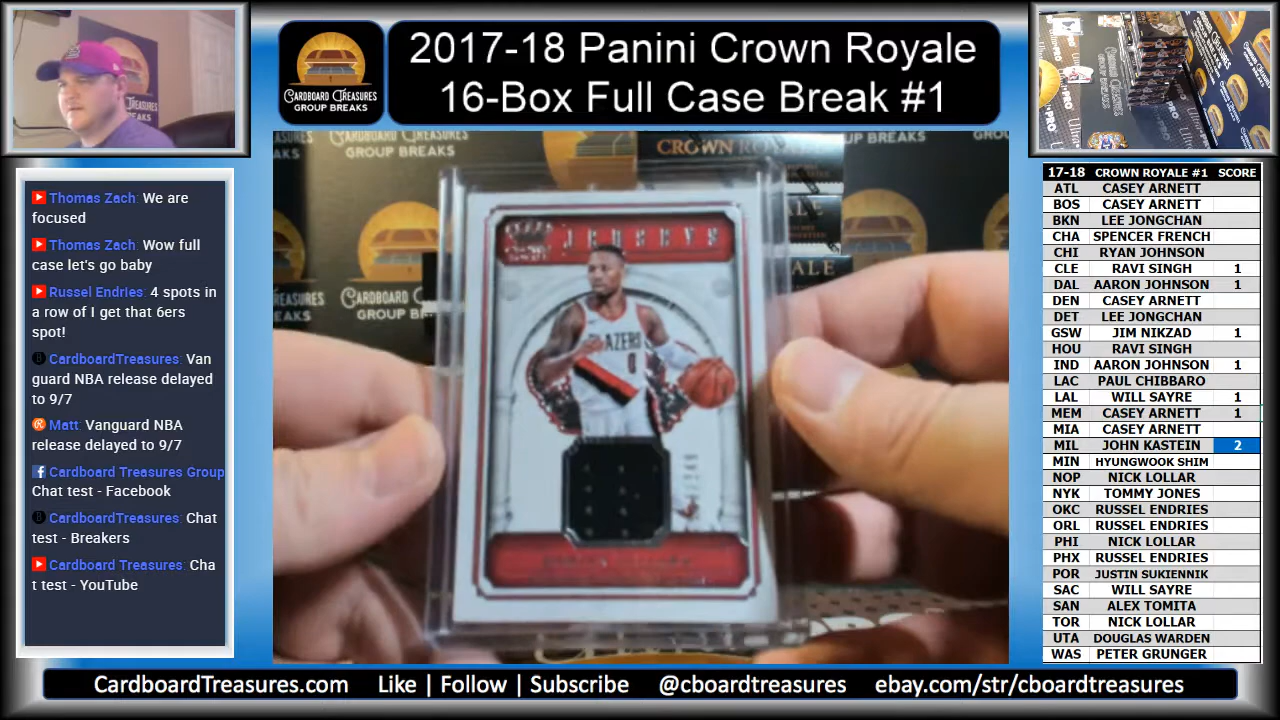 2017-18 Panini Crown Royale
16-Box Full Case Break #1
CARDBOARD TREASURES
GROUP BREAKS
Thomas Zach: We are
focused
Thomas Zach: Wow full
case let's go baby
Russel Endries: 4 spots in
a row of I get that 6ers
spot!
CardboardTreasures: Van
guard NBA release delayed
to 9/7
Matt: Vanguard NBA
release delayed to 9/7
Cardboard Treasures Group
Chat test - Facebook
CardboardTreasures: Chat
test - Breakers
Cardboard Treasures: Cha
t test - YouTube
GROUP BREAKS
CROWN ROYALE
JERSEYS
BLAZERS
0
17-18 CROWN ROYALE #1 SCORE
ATL CASEY ARNETT
BOS CASEY ARNETT
BKN LEE JONGCHAN
CHA SPENCER FRENCH
CHI RYAN JOHNSON
CLE RAVI SINGH 1
DAL AARON JOHNSON 1
DEN CASEY ARNETT
DET LEE JONGCHAN
GSW JIM NIKZAD 1
HOU RAVI SINGH
IND AARON JOHNSON 1
LAC PAUL CHIBBARO
LAL WILL SAYRE 1
MEM CASEY ARNETT 1
MIA CASEY ARNETT
MIL JOHN KASTEIN 2
MIN HYUNGWOOK SHIM
NOP NICK LOLLAR
NYK TOMMY JONES
OKC RUSSEL ENDRIES
ORL RUSSEL ENDRIES
PHI NICK LOLLAR
PHX RUSSEL ENDRIES
POR JUSTIN SUKIENNIK
SAC WILL SAYRE
SAN ALEX TOMITA
TOR NICK LOLLAR
UTA DOUGLAS WARDEN
WAS PETER GRUNGER
CardboardTreasures.com Like | Follow | Subscribe @cboardtreasures ebay.com/str/cboardtreasures